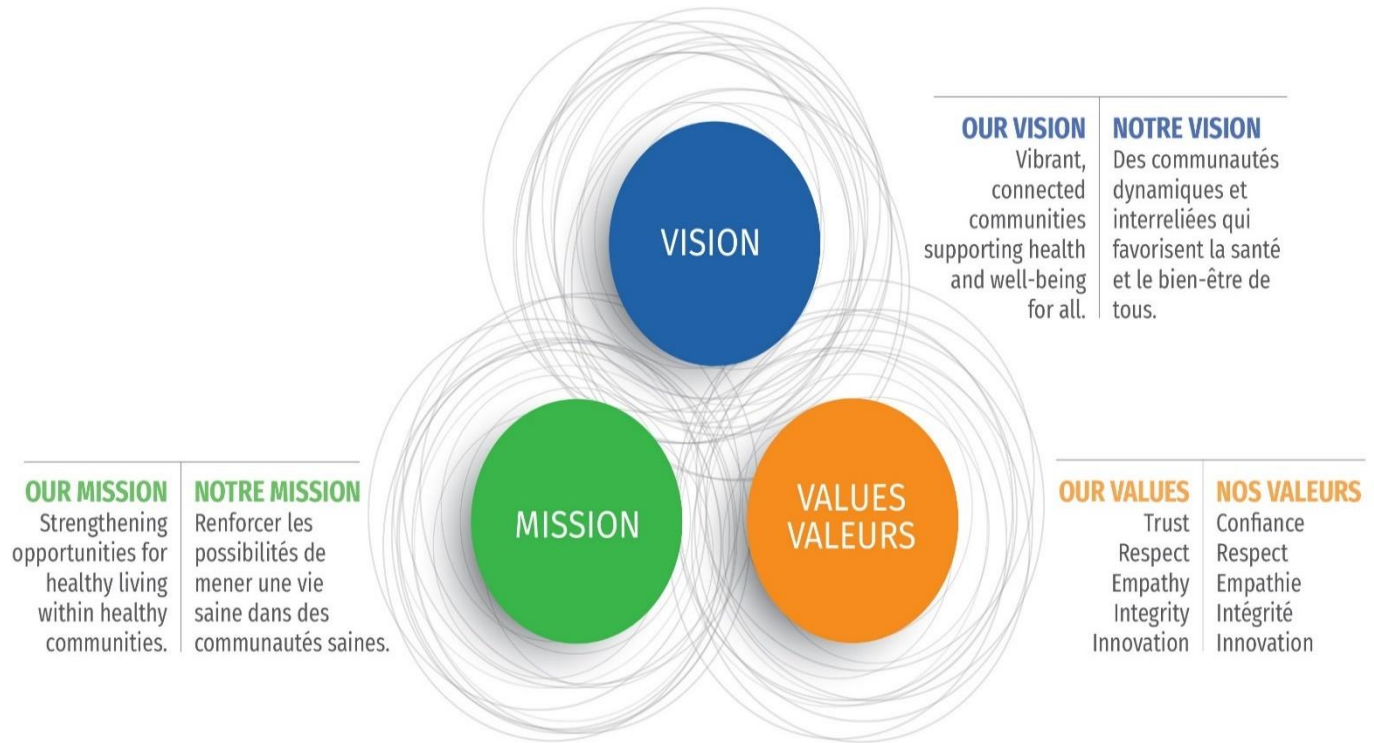 VISION
OUR VISION
Vibrant,
connected
communities
supporting health
and well-being
for all.
NOTRE VISION
Des communautés
dynamiques et
interreliées qui
favorisent la santé
et le bien-être de
tous.
OUR MISSION
Strengthening
opportunities for
healthy living
within healthy
communities.
NOTRE MISSION
Renforcer les
possibilités de
mener une vie
saine dans des
communautés saines.
MISSION
VALUES
VALEURS
OUR VALUES
Trust
Respect
Empathy
Integrity
Innovation
NOS VALEURS
Confiance
Respect
Empathie
Intégrité
Innovation